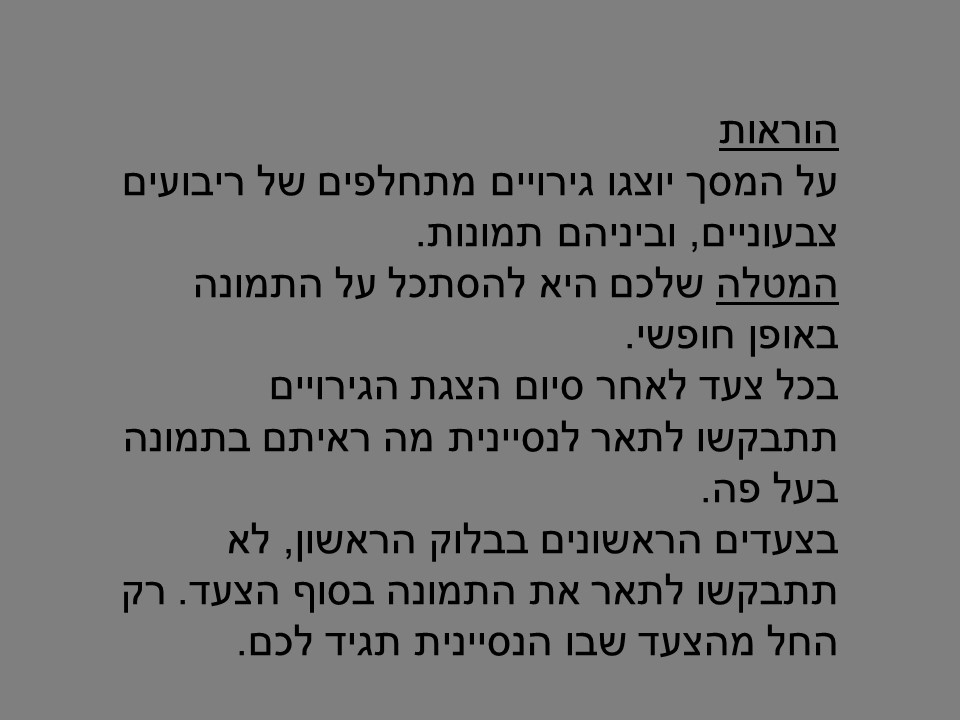 הוראות
על המסך יוצגו גירויים מתחלפים של ריבועים
צבעוניים, וביניהם תמונות.
המטלה שלכם היא להסתכל על התמונה
באופן חופשי.
בכל צעד לאחר סיום הצגת הגירויים
תתבקשו לתאר לנסיינית מה ראיתם בתמונה
בעל פה.
בצעדים הראשונים בבלוק הראשון, לא
תתבקשו לתאר את התמונה בסוף הצעד. רק
החל מהצעד שבו הנסיינית תגיד לכם.